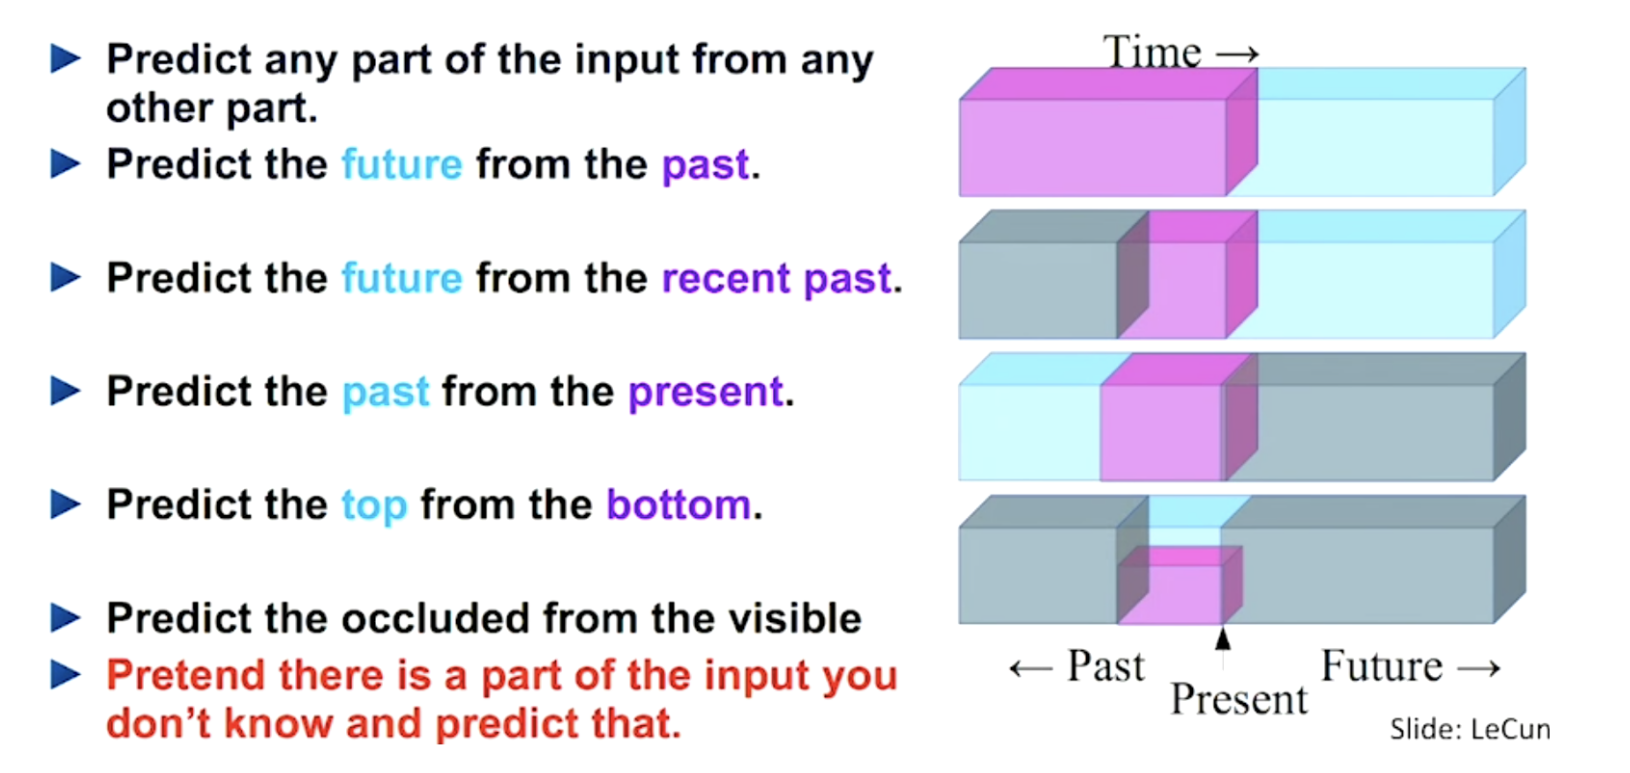 Predict any part of the input from any
other part.
Predict the future from the past.
Predict the future from the recent past.
Predict the past from the present.
Predict the top from the bottom.
Predict the occluded from the visible
Pretend there is a part of the input you
don’t know and predict that.
Time →
← Past
Present
Future →
Slide: LeCun